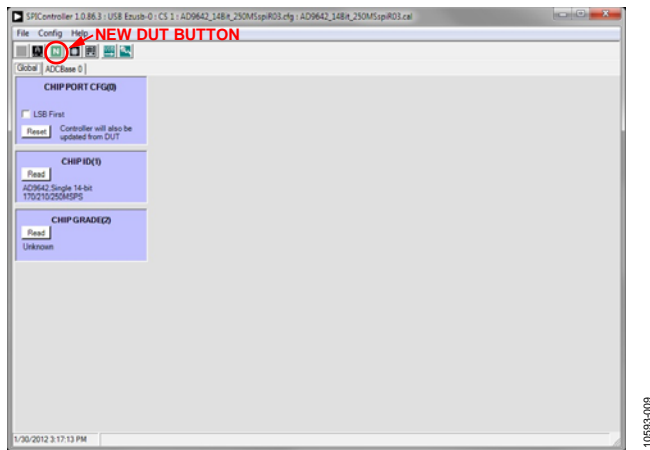 SPIController 1.0.86.3 : USB Ezusb-0 : CS 1 : AD9642_14Bit_250MSspiR03.cfg : AD9642_14Bit_250MSspiR03.cal
File Config Help
NEW DUT BUTTON
Global ADCBase 0
CHIP PORT CFG(0)
LSB First
Reset
Controller will also be
updated from DUT
CHIP ID(1)
Read
AD9642,Single 14-bit
170/210/250MSPS
CHIP GRADE(2)
Read
Unknown
1/30/2012 3:17:13 PM
10593-009